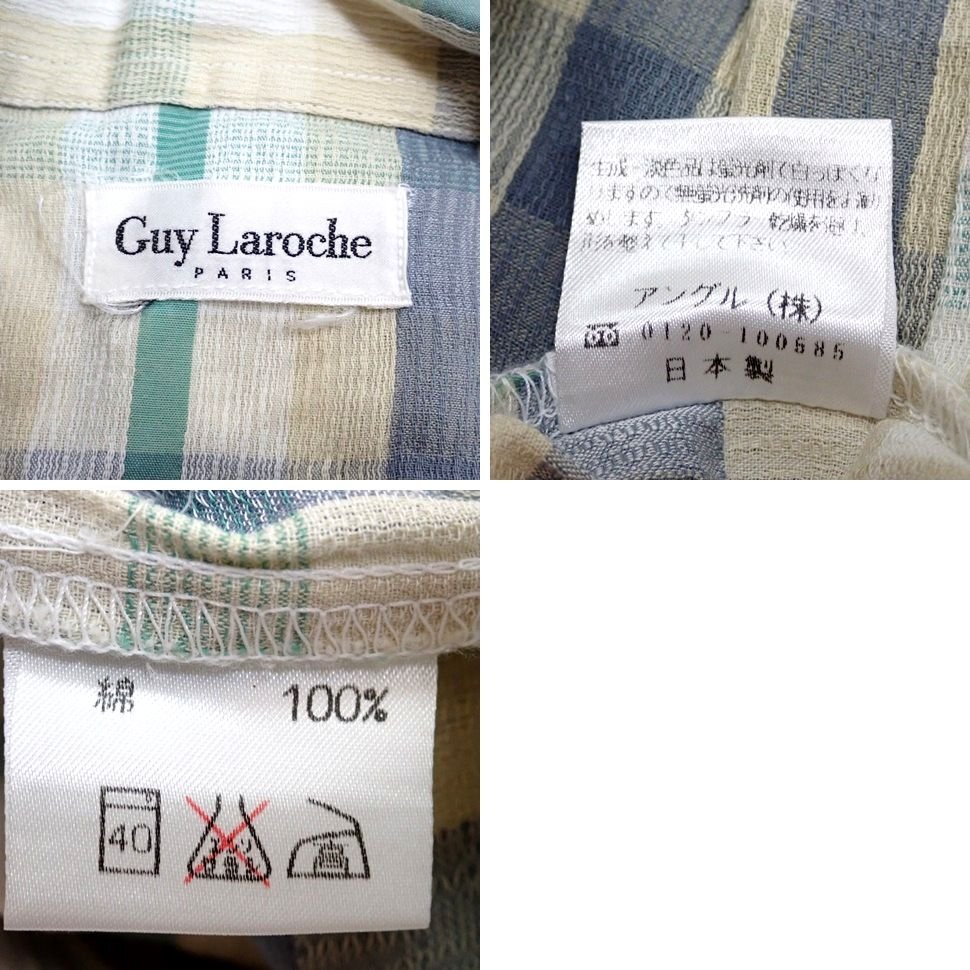 Guy Laroche
PARIS
生成・淡色品は蛍光剤で白っぽくな
りますので無蛍光洗剤の使用をお薦
めします。タンブラー乾燥を避け
形を整えて干して下さい。
アングル(株)
0120-100685
日本製
綿 100%
40
高